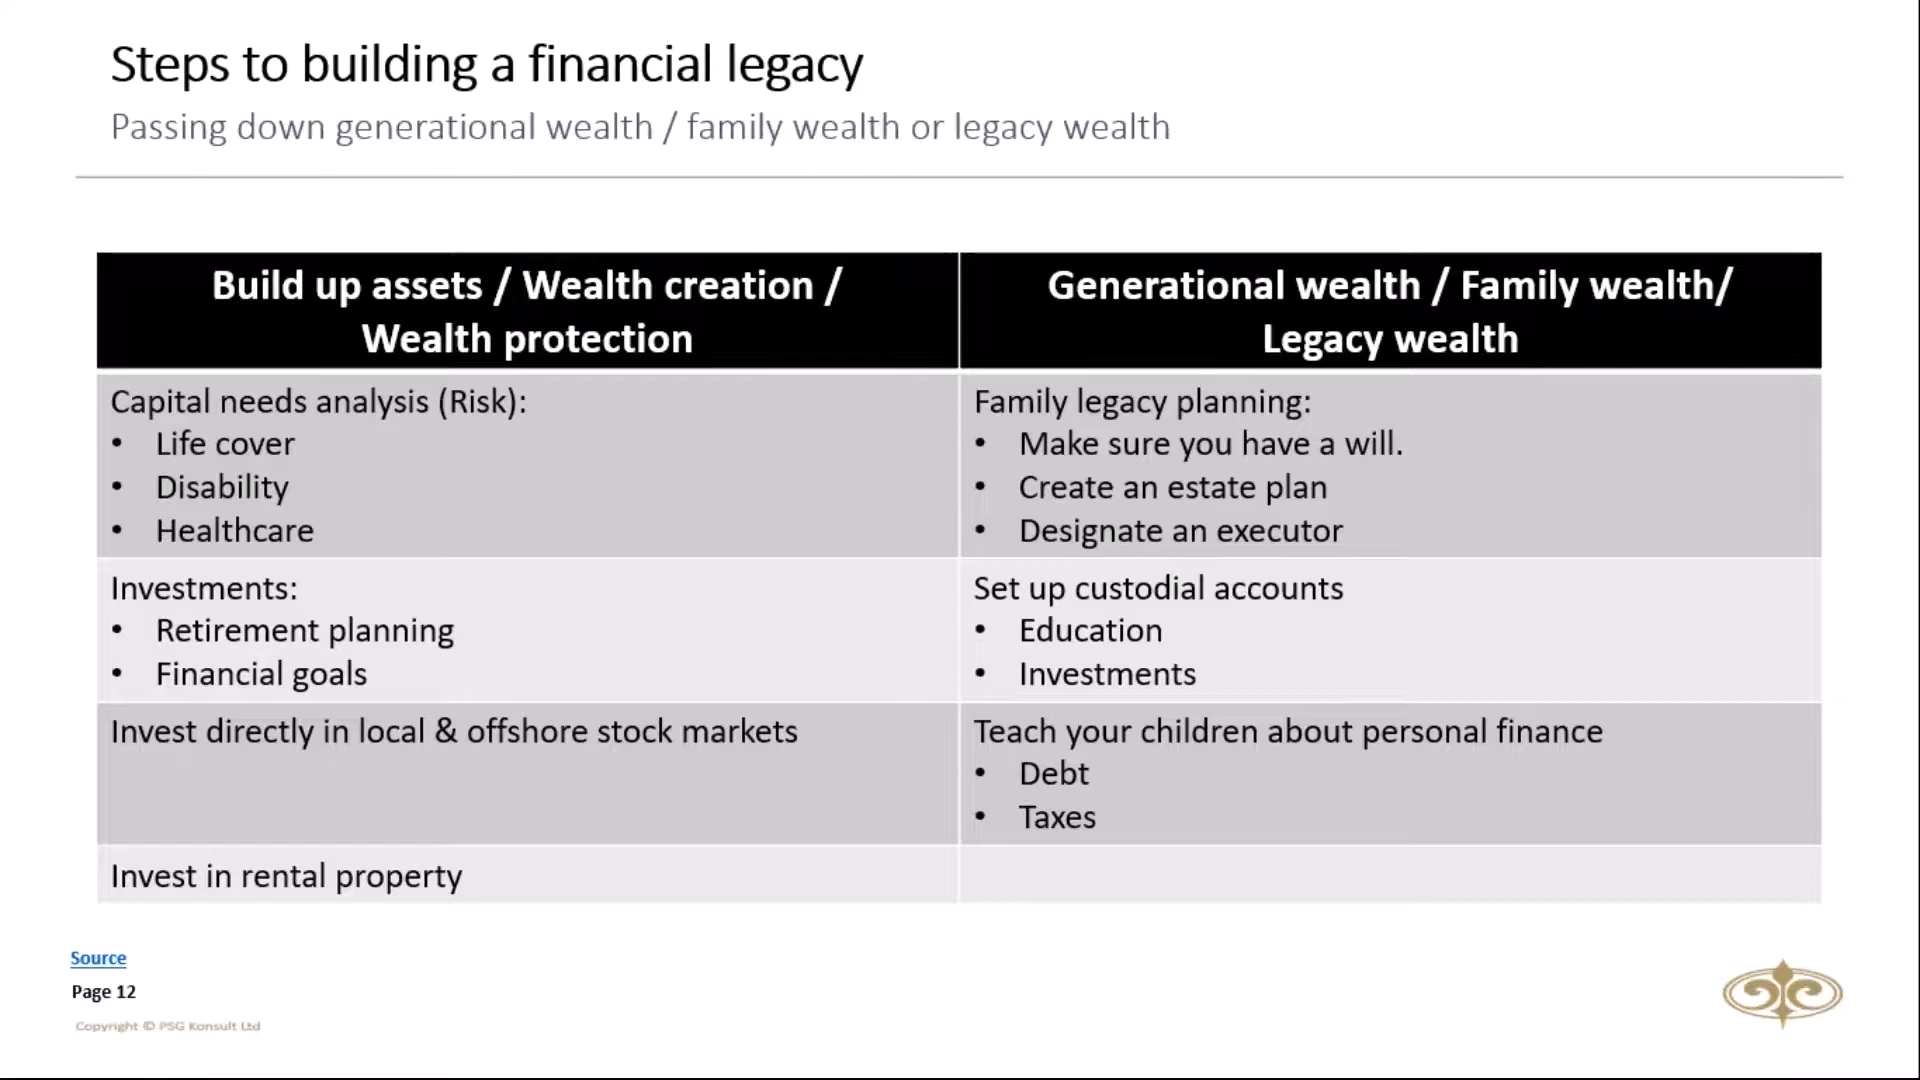 Steps to building a financial legacy
Passing down generational wealth / family wealth or legacy wealth
Build up assets / Wealth creation /
Wealth protection
Generational wealth / Family wealth/
Legacy wealth
Capital needs analysis (Risk):
• Life cover
• Disability
• Healthcare
Family legacy planning:
• Make sure you have a will.
• Create an estate plan
• Designate an executor
Investments:
• Retirement planning
• Financial goals
Set up custodial accounts
• Education
• Investments
Invest directly in local & offshore stock markets
Teach your children about personal finance
• Debt
• Taxes
Invest in rental property
Source
Page 12
Copyright © PSG Konsult Ltd